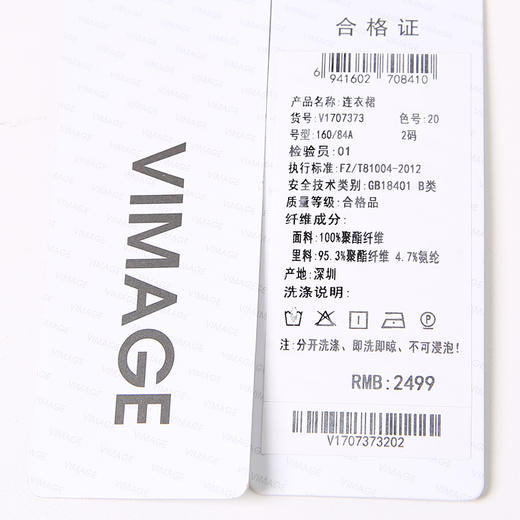 VIMAGE
合格证
6 941602 708410
产品名称:连衣裙
货号:V1707373 色号:20
号型:160/84A 2码
检验员:01
执行标准:FZ/T81004-2012
安全技术类别:GB18401 B类
质量等级:合格品
纤维成分:
面料:100%聚酯纤维
里料:95.3%聚酯纤维 4.7%氨纶
产地:深圳
洗涤说明:
注:分开洗涤、即洗即晾、不可浸泡!
RMB:2499
V1707373202